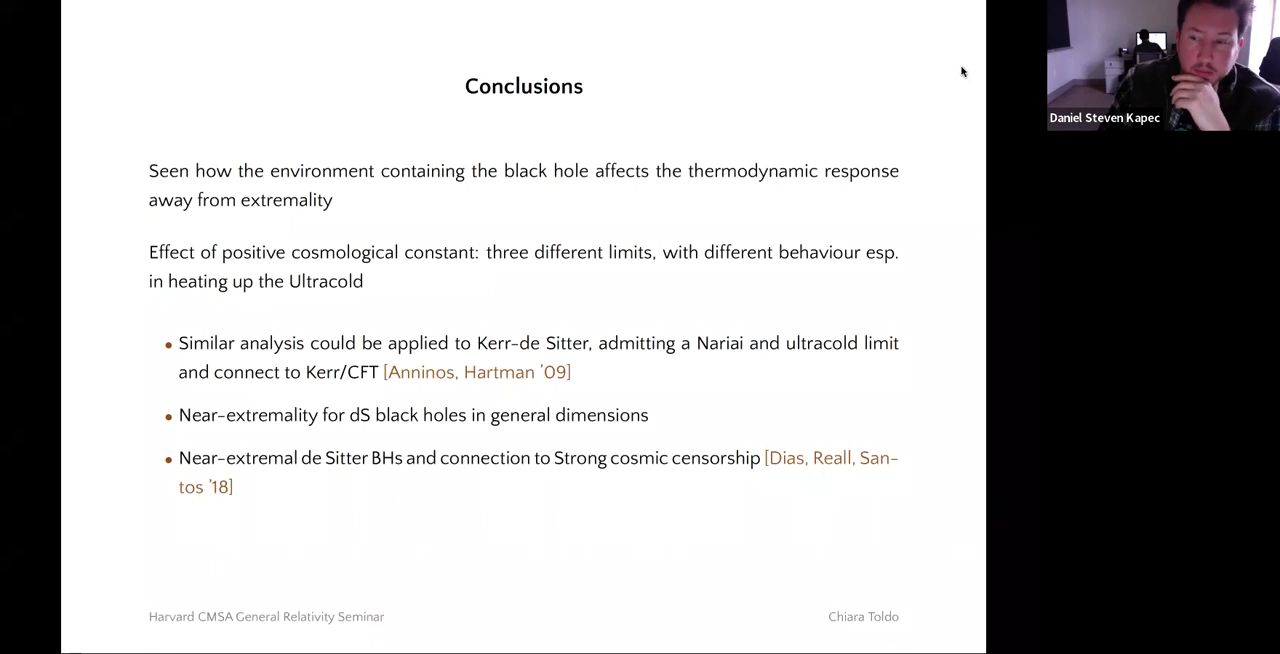 Conclusions
Seen how the environment containing the black hole affects the thermodynamic response
away from extremality
Effect of positive cosmological constant: three different limits, with different behaviour esp.
in heating up the Ultracold
• Similar analysis could be applied to Kerr-de Sitter, admitting a Nariai and ultracold limit
and connect to Kerr/CFT [Anninos, Hartman '09]
• Near-extremality for dS black holes in general dimensions
• Near-extremal de Sitter BHs and connection to Strong cosmic censorship [Dias, Reall, San-
tos '18]
Harvard CMSA General Relativity Seminar
Chiara Toldo
Daniel Steven Kapec